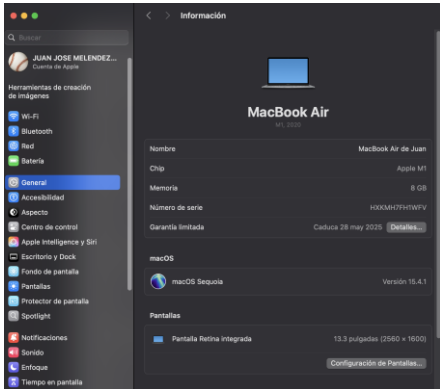 Información
Buscar
JUAN JOSE MELENDEZ...
Cuenta de Apple
Herramientas de creación
de imágenes
Wi-Fi
Bluetooth
Red
Batería
General
Accesibilidad
Aspecto
Centro de control
Apple Intelligence y Siri
Escritorio y Dock
Fondo de pantalla
Pantallas
Protector de pantalla
Spotlight
Notificaciones
Sonido
Enfoque
Tiempo en pantalla
MacBook Air
M1, 2020
Nombre MacBook Air de Juan
Chip Apple M1
Memoria 8 GB
Número de serie HXKMH7FH1WFV
Garantía limitada Caduca 28 may 2025 Detalles...
macOS
macOS Sequoia Versión 15.4.1
Pantallas
Pantalla Retina integrada 13.3 pulgadas (2560 × 1600)
Configuración de Pantallas...